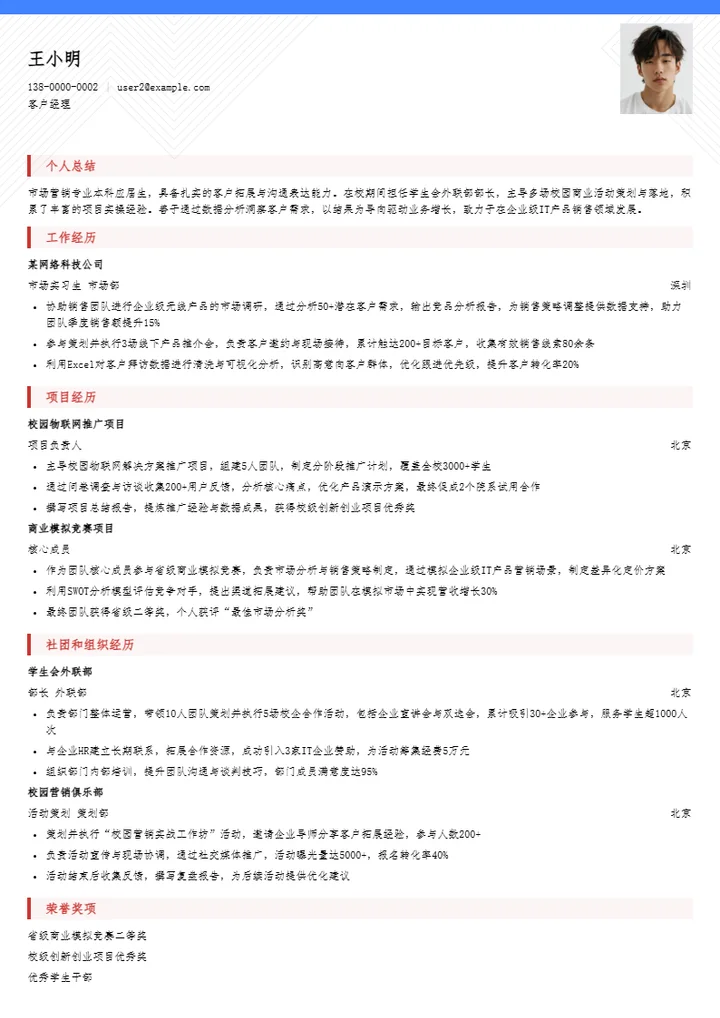 王小明
138-0000-0002 | user2@example.com
客户经理
个人总结
市场营销专业本科应届生，具备扎实的客户拓展与沟通表达能力。在校期间担任学生会外联部部长，主导多场校园商业活动策划与落地，积
累了丰富的项目实操经验。善于通过数据分析洞察客户需求，以结果为导向驱动业务增长，致力于在企业级IT产品销售领域发展。
工作经历
某网络科技公司
市场实习生 市场部 深圳
• 协助销售团队进行企业级无线产品的市场调研，通过分析50+潜在客户需求，输出竞品分析报告，为销售策略调整提供数据支持，助力
团队季度销售额提升15%
• 参与策划并执行3场线下产品推介会，负责客户邀约与现场接待，累计触达200+目标客户，收集有效销售线索80余条
• 利用Excel对客户拜访数据进行清洗与可视化分析，识别高意向客户群体，优化跟进优先级，提升客户转化率20%
项目经历
校园物联网推广项目
项目负责人 北京
• 主导校园物联网解决方案推广项目，组建5人团队，制定分阶段推广计划，覆盖全校3000+学生
• 通过问卷调查与访谈收集200+用户反馈，分析核心痛点，优化产品演示方案，最终促成2个院系试用合作
• 撰写项目总结报告，提炼推广经验与数据成果，获得校级创新创业项目优秀奖
商业模拟竞赛项目
核心成员 北京
• 作为团队核心成员参与省级商业模拟竞赛，负责市场分析与销售策略制定，通过模拟企业级IT产品营销场景，制定差异化定价方案
• 利用SWOT分析模型评估竞争对手，提出渠道拓展建议，帮助团队在模拟市场中实现营收增长30%
• 最终团队获得省级二等奖，个人获评“最佳市场分析奖”
社团和组织经历
学生会外联部
部长 外联部 北京
• 负责部门整体运营，带领10人团队策划并执行5场校企合作活动，包括企业宣讲会与双选会，累计吸引30+企业参与，服务学生超1000人
次
• 与企业HR建立长期联系，拓展合作资源，成功引入3家IT企业赞助，为活动筹集经费5万元
• 组织部门内部培训，提升团队沟通与谈判技巧，部门成员满意度达95%
校园营销俱乐部
活动策划 策划部 北京
• 策划并执行“校园营销实战工作坊”活动，邀请企业导师分享客户拓展经验，参与人数200+
• 负责活动宣传与现场协调，通过社交媒体推广，活动曝光量达5000+，报名转化率40%
• 活动结束后收集反馈，撰写复盘报告，为后续活动提供优化建议
荣誉奖项
省级商业模拟竞赛二等奖
校级创新创业项目优秀奖
优秀学生干部